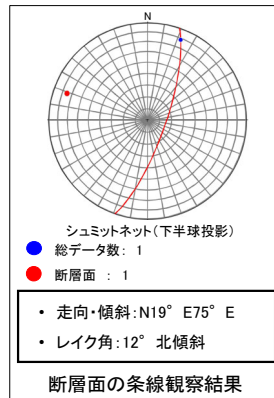 N
シュミットネット(下半球投影)
総データ数: 1
断層面 : 1
・ 走向・傾斜:N19° E75° E
・ レイク角:12° 北傾斜
断層面の条線観察結果